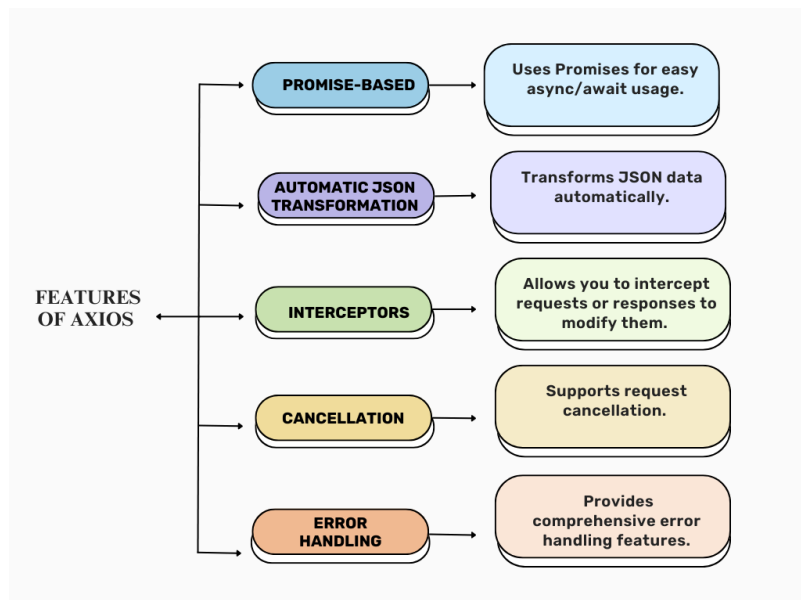 PROMISE-BASED
Uses Promises for easy
async/await usage.
AUTOMATIC JSON
TRANSFORMATION
Transforms JSON data
automatically.
FEATURES
OF AXIOS
INTERCEPTORS
Allows you to intercept
requests or responses to
modify them.
CANCELLATION
Supports request
cancellation.
ERROR
HANDLING
Provides
comprehensive error
handling features.